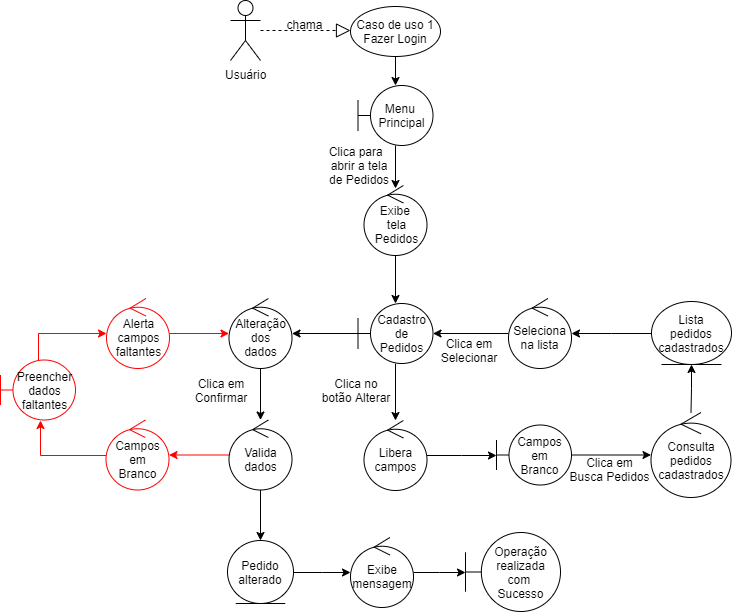 chama
Caso de uso 1
Fazer Login
Usuário
Menu
Principal
Clica para
abrir a tela
de Pedidos
Exibe
tela
Pedidos
Alerta
campos
faltantes
Alteração
dos
dados
Cadastro
de
Pedidos
Clica em
Selecionar
Seleciona
na lista
Lista
pedidos
cadastrados
Preencher
dados
faltantes
Clica em
Confirmar
Clica no
botão Alterar
Campos
em
Branco
Valida
dados
Libera
campos
Campos
em
Branco
Clica em
Busca Pedidos
Consulta
pedidos
cadastrados
Pedido
alterado
Exibe
mensagem
Operação
realizada
com
Sucesso